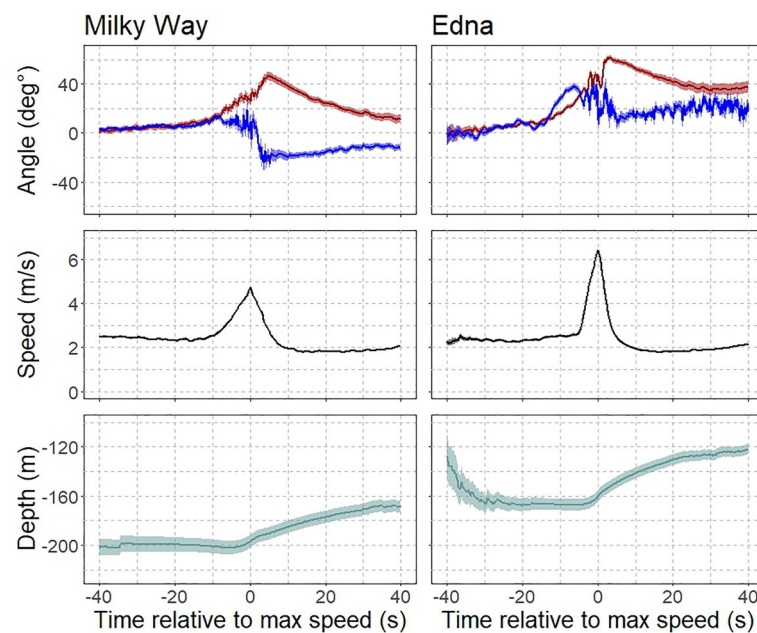 Milky Way Edna
Angle (deg°)
40
0
-40
Speed (m/s)
6
4
2
0
Depth (m)
-120
-160
-200
-40 -20 0 20 40 -40 -20 0 20 40
Time relative to max speed (s) Time relative to max speed (s)